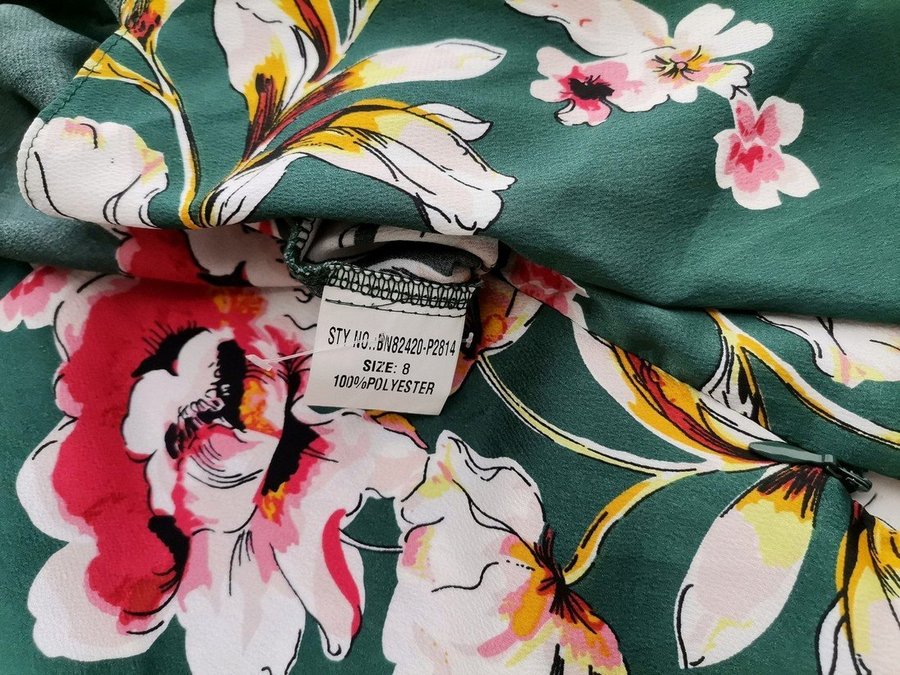 STY NO.:BN82420-P2814
SIZE: 8
100%POLYESTER